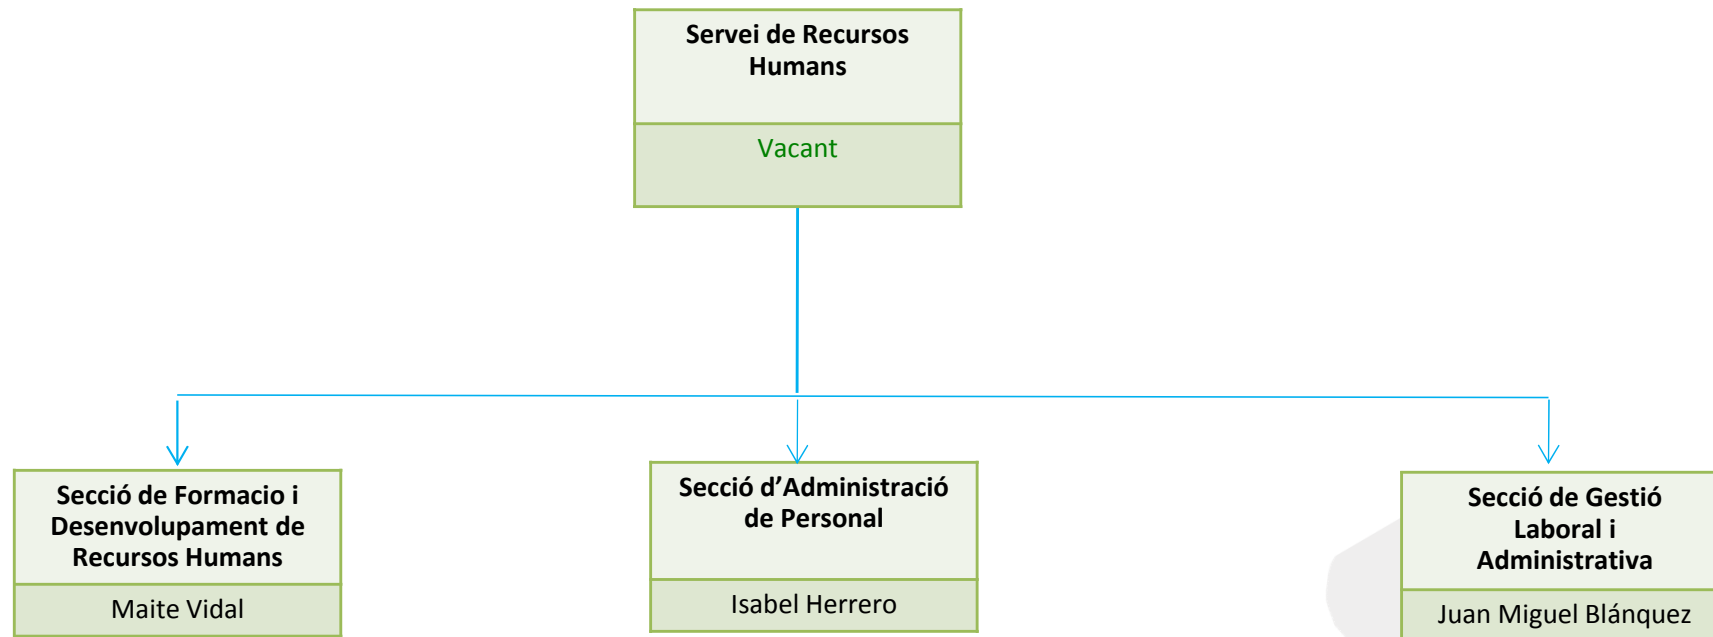 Servei de Recursos
Humans
Vacant
Secció de Formacio i
Desenvolupament de
Recursos Humans
Maite Vidal
Secció d’Administració
de Personal
Isabel Herrero
Secció de Gestió
Laboral i
Administrativa
Juan Miguel Blánquez